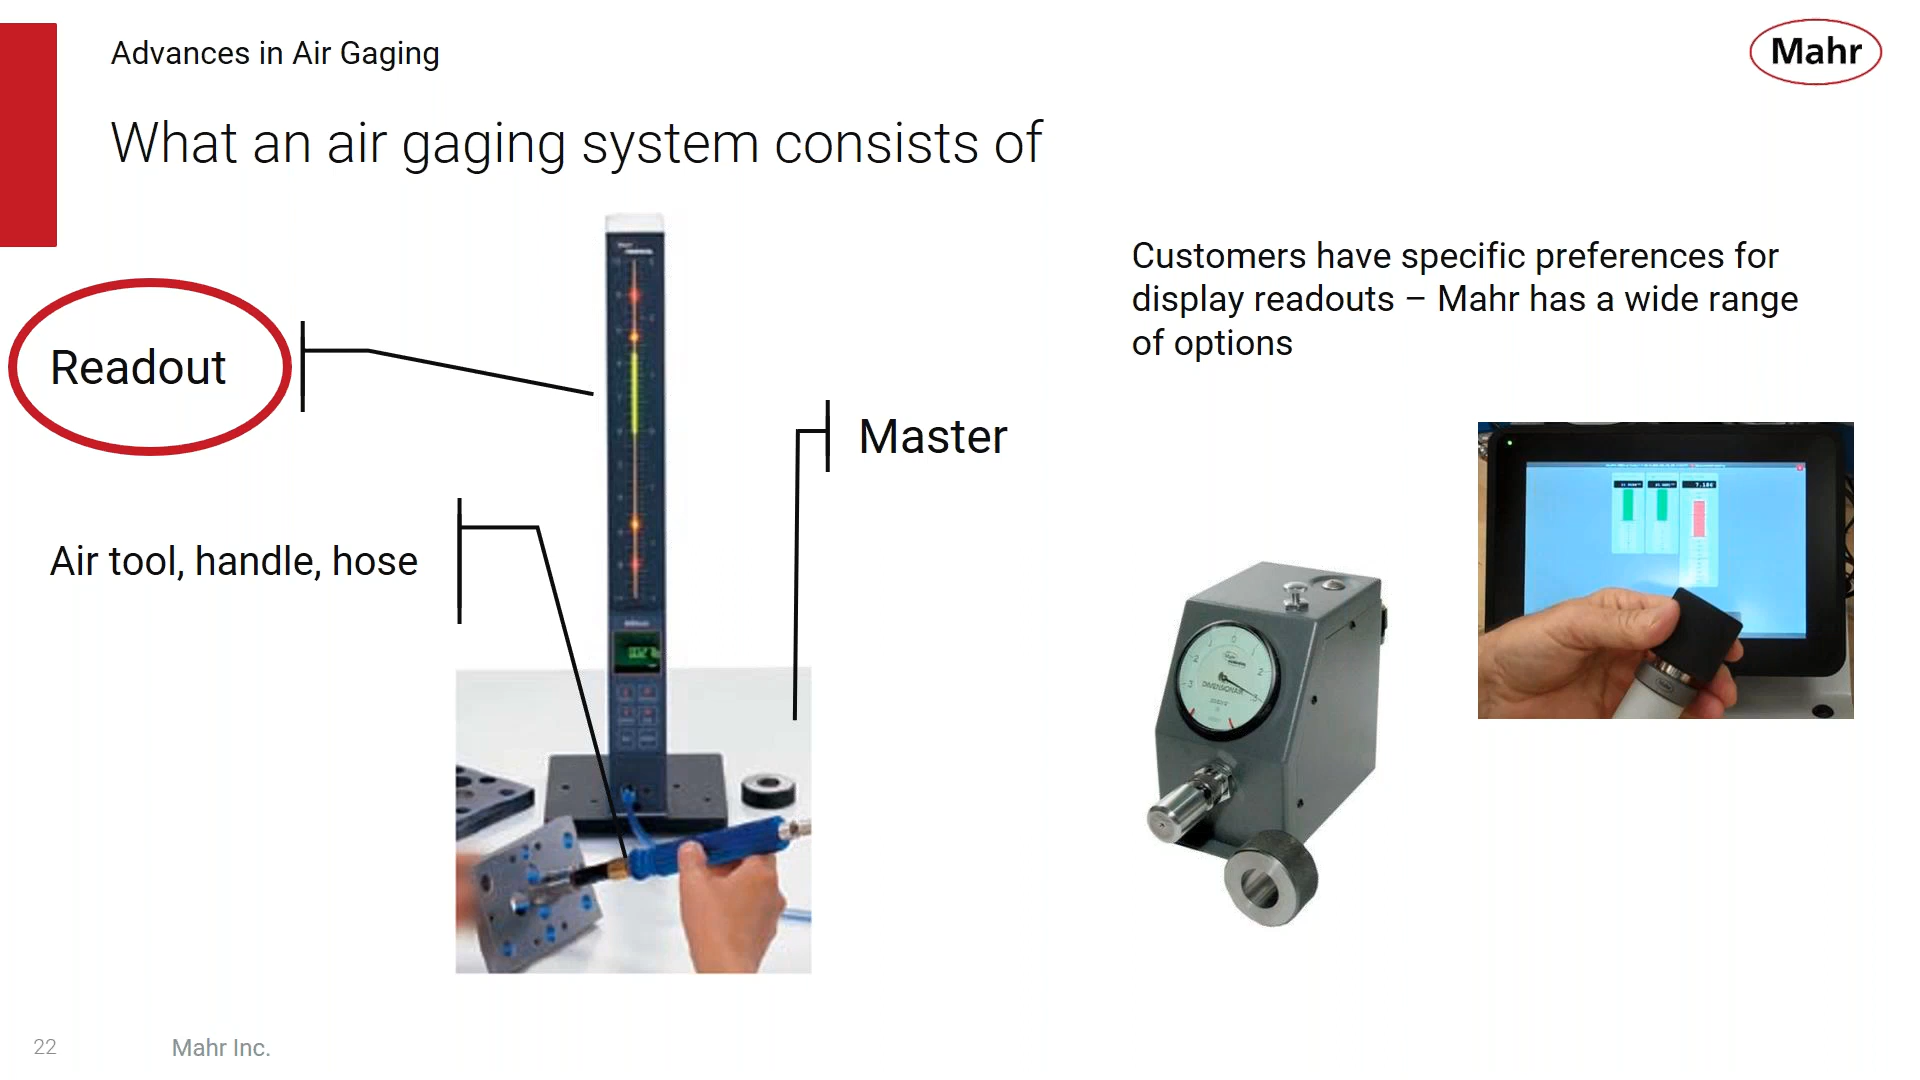 Advances in Air Gaging
Mahr
What an air gaging system consists of
Readout
Air tool, handle, hose
Master
Customers have specific preferences for
display readouts – Mahr has a wide range
of options
22
Mahr Inc.